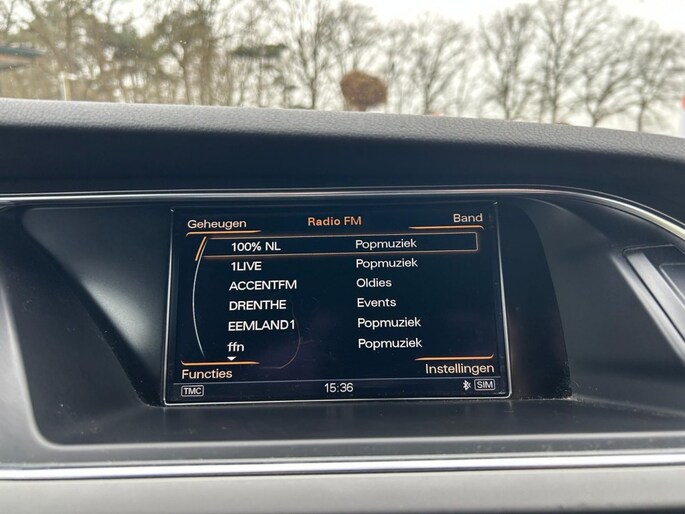 Geheugen Radio FM Band
100% NL Popmuziek
1LIVE Popmuziek
ACCENTFM Oldies
DRENTHE Events
EEMLAND1 Popmuziek
ffn Popmuziek
Functies Instellingen
TMC 15:36 SIM